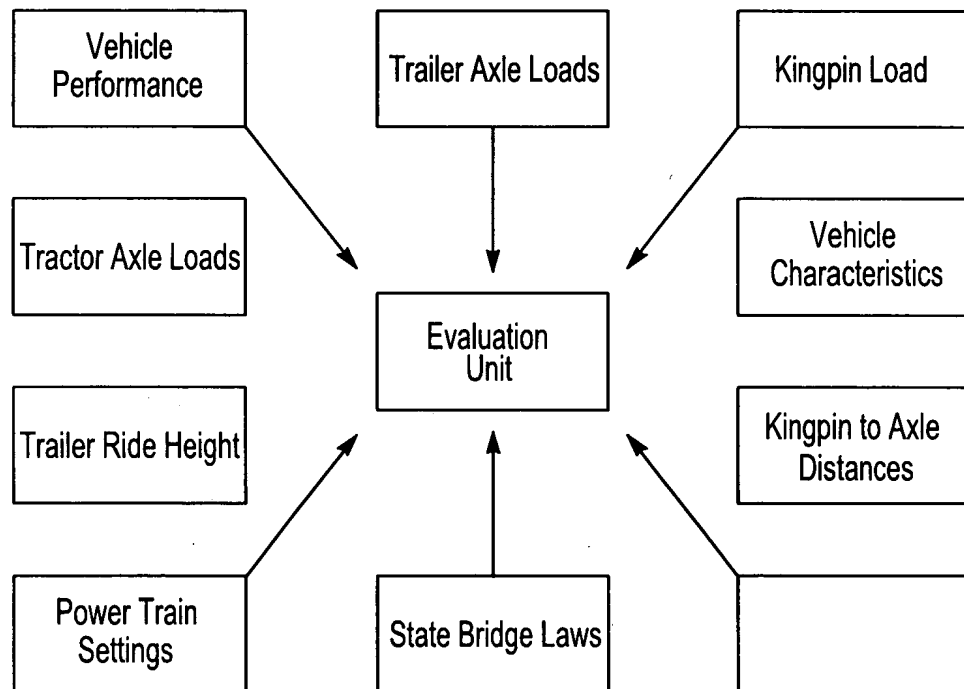 Vehicle
Performance
Trailer Axle Loads
Kingpin Load
Tractor Axle Loads
Vehicle
Characteristics
Evaluation
Unit
Trailer Ride Height
Kingpin to Axle
Distances
Power Train
Settings
State Bridge Laws